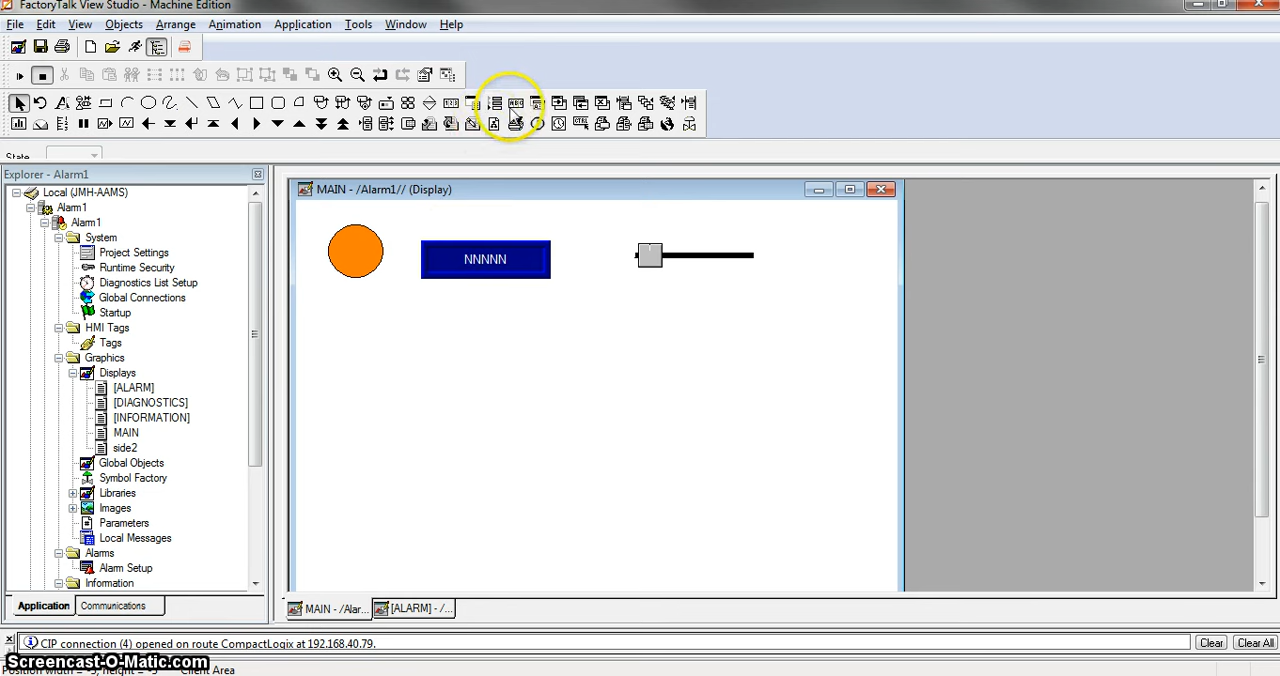 FactoryTalk View Studio - Machine Edition
File Edit View Objects Arrange Animation Application Tools Window Help
State
Explorer - Alarm1
Local (JMH-AAMS)
Alarm1
Alarm1
System
Project Settings
Runtime Security
Diagnostics List Setup
Global Connections
Startup
HMI Tags
Tags
Graphics
Displays
[ALARM]
[DIAGNOSTICS]
[INFORMATION]
MAIN
side2
Global Objects
Symbol Factory
Libraries
Images
Parameters
Local Messages
Alarms
Alarm Setup
Information
Application Communications
MAIN - /Alarm1// (Display)
NNNNN
MAIN - /Alar... [ALARM] - /...
CIP connection (4) opened on route CompactLogix at 192.168.40.79. Clear Clear All
Screencast-O-Matic.com
Client Area